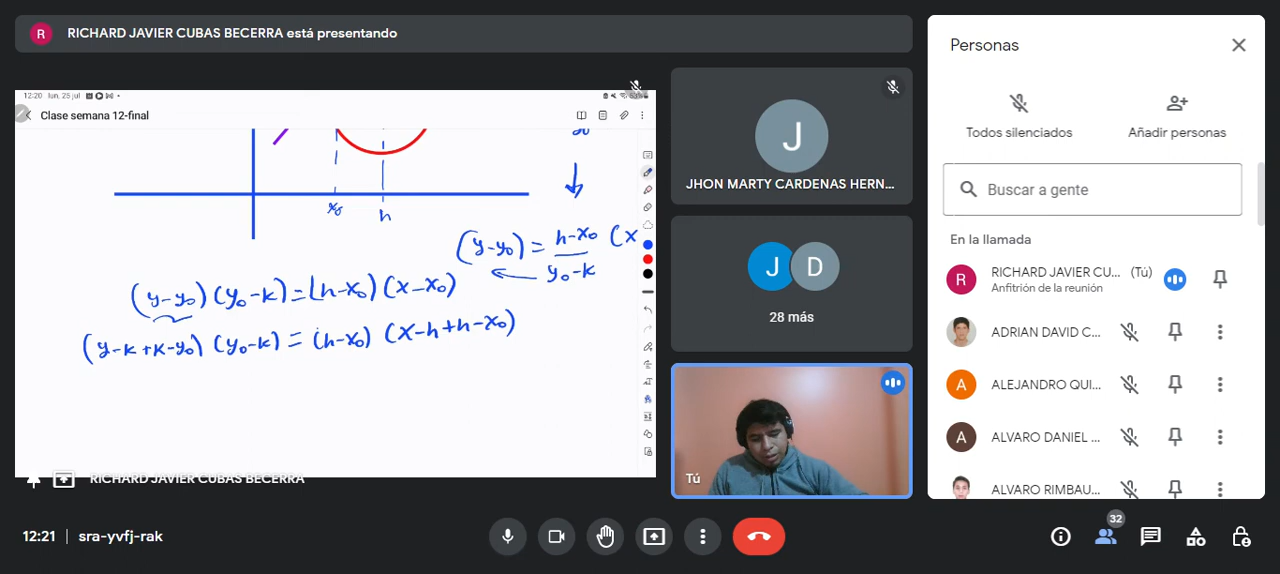 R RICHARD JAVIER CUBAS BECERRA está presentando
12:20 lun, 25 jul
Clase semana 12-final
x₀
h
(y-y₀) = h-x₀ (x
y₀-k
(y-y₀)(y₀-k)=(h-x₀)(x-x₀)
(y-k+k-y₀)(y₀-k)=(h-x₀)(x-h+h-x₀)
RICHARD JAVIER CUBAS BECERRA
J
JHON MARTY CARDENAS HERN...
J D
28 más
Tú
Personas
Todos silenciados
Añadir personas
Buscar a gente
En la llamada
R RICHARD JAVIER CU... (Tú)
Anfitrión de la reunión
ADRIAN DAVID C...
A ALEJANDRO QUI...
A ALVARO DANIEL ...
ALVARO RIMBAU...
12:21 | sra-yvfj-rak
32